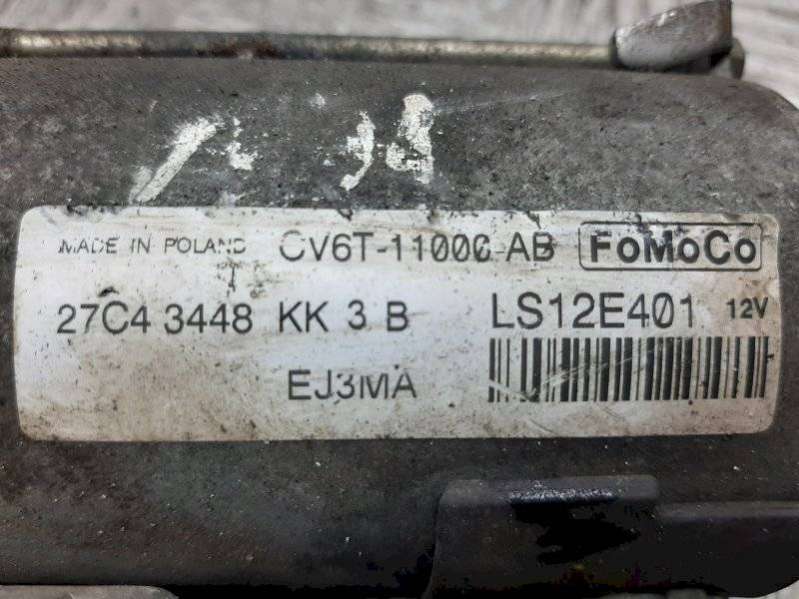 MADE IN POLAND CV6T-11000-AB FoMoCo
27C4 3448 KK 3 B LS12E401 12V
EJ3MA